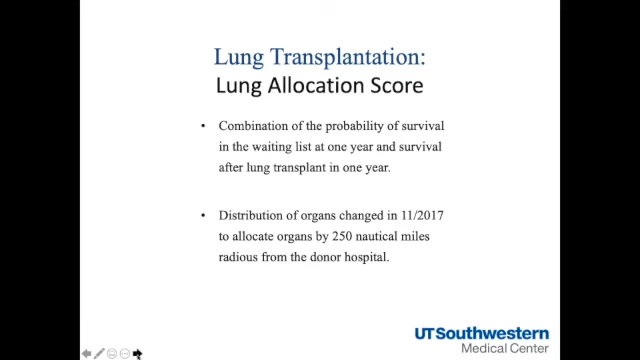 Lung Transplantation:
Lung Allocation Score
• Combination of the probability of survival
in the waiting list at one year and survival
after lung transplant in one year.
• Distribution of organs changed in 11/2017
to allocate organs by 250 nautical miles
radious from the donor hospital.
UTSouthwestern
Medical Center